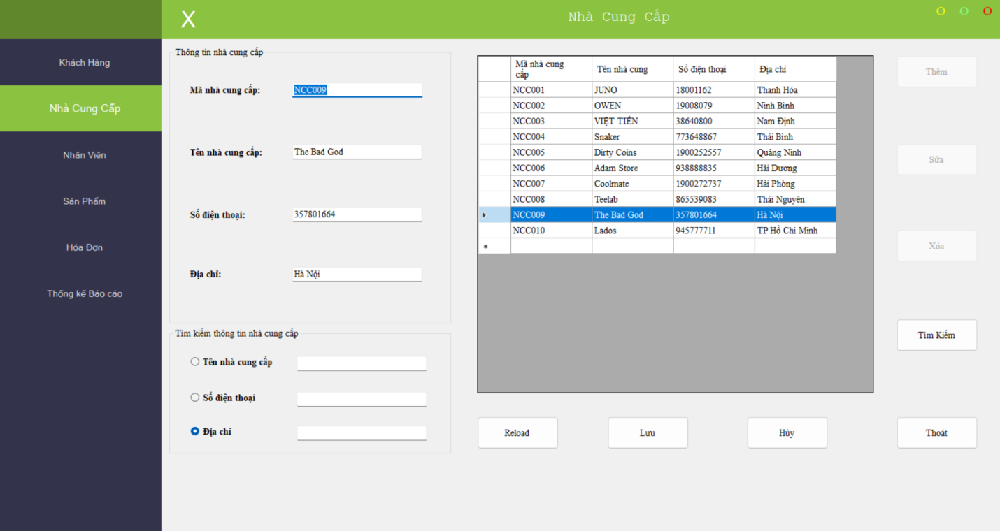 X
Nhà Cung Cấp
O O O
Khách Hàng
Nhà Cung Cấp
Nhân Viên
Sản Phẩm
Hóa Đơn
Thống kê Báo cáo
Thông tin nhà cung cấp
Mã nhà cung cấp: NCC009
Tên nhà cung cấp: The Bad God
Số điện thoại: 357801664
Địa chỉ: Hà Nội
Tìm kiếm thông tin nhà cung cấp
Tên nhà cung cấp
Số điện thoại
Địa chỉ
Mã nhà cung
cấp
Tên nhà cung
Số điện thoại
Địa chỉ
NCC001 JUNO 18001162 Thanh Hóa
NCC002 OWEN 19008079 Ninh Bình
NCC003 VIỆT TIẾN 38640800 Nam Định
NCC004 Snaker 773648867 Thái Bình
NCC005 Dirty Coins 1900252557 Quảng Ninh
NCC006 Adam Store 938888835 Hải Dương
NCC007 Coolmate 1900272737 Hải Phòng
NCC008 Teelab 865539083 Thái Nguyên
NCC009 The Bad God 357801664 Hà Nội
NCC010 Lados 945777711 TP Hồ Chí Minh
Thêm
Sửa
Xóa
Tìm Kiếm
Reload
Lưu
Hủy
Thoát